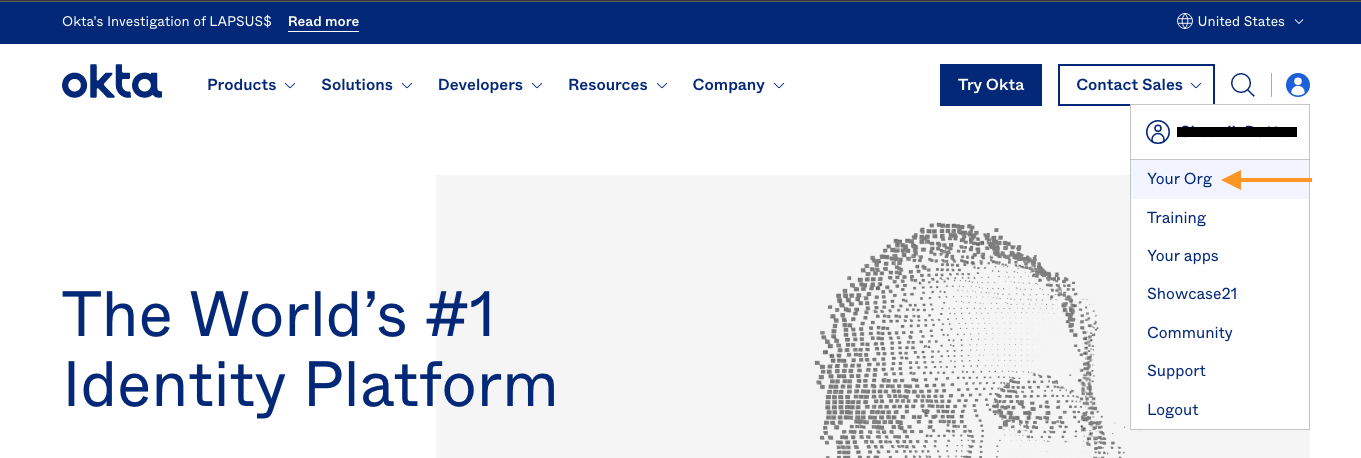 Okta's Investigation of LAPSUS$ Read more
United States
okta
Products Solutions Developers Resources Company
Try Okta
Contact Sales
Your Org
Training
Your apps
Showcase21
Community
Support
Logout
The World's #1
Identity Platform